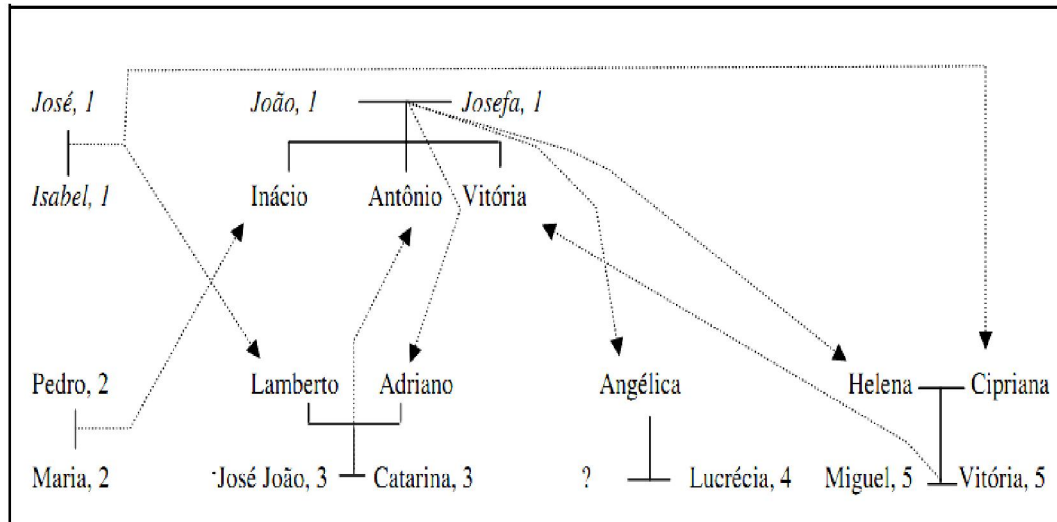 José, 1 João, 1 Josefa, 1
Isabel, 1 Inácio Antônio Vitória
Pedro, 2 Lamberto Adriano Angélica Helena Cipriana
Maria, 2 José João, 3 Catarina, 3 ? Lucrécia, 4 Miguel, 5 Vitória, 5